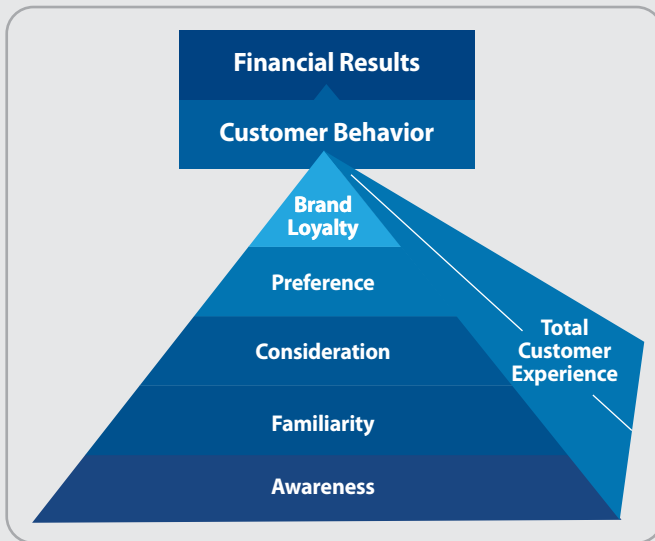 Financial Results
Customer Behavior
Brand
Loyalty
Preference
Consideration
Familiarity
Awareness
Total
Customer
Experience